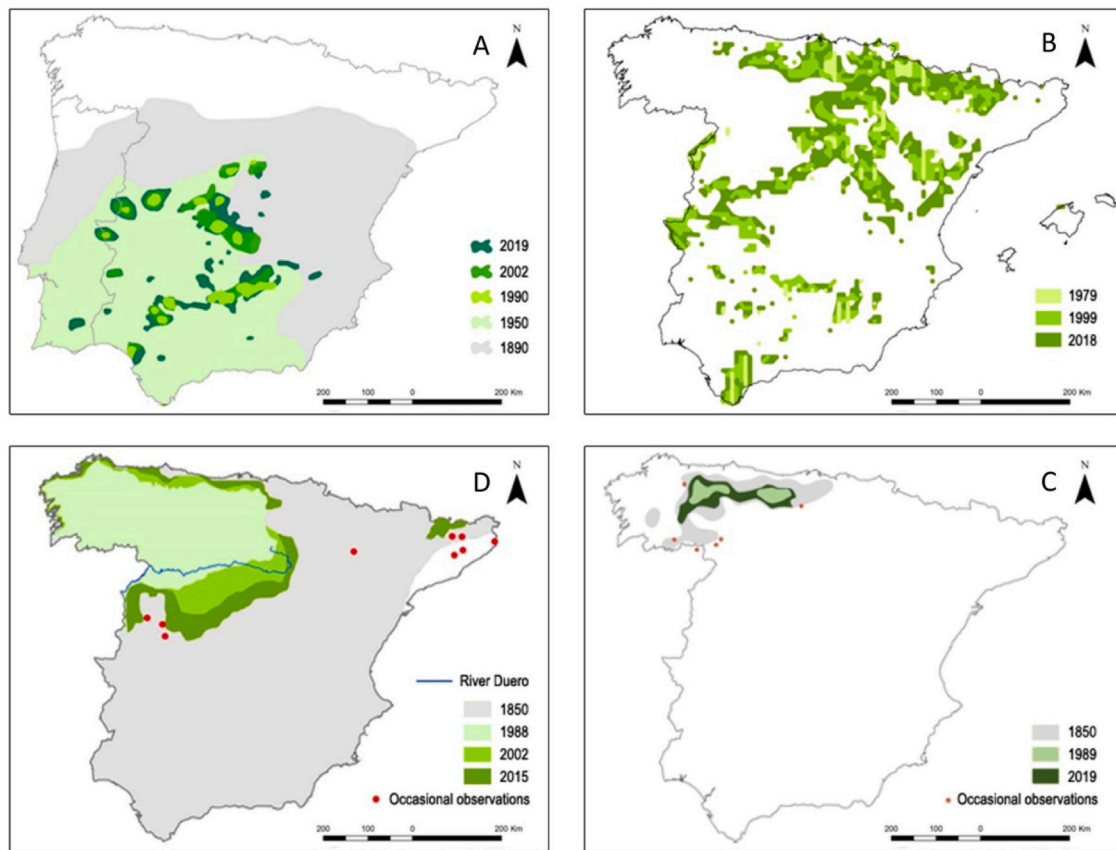 A
N
2019
2002
1990
1950
1890
200 100 0 200 Km
B
N
1979
1999
2018
200 100 0 200 Km
D
N
River Duero
1850
1988
2002
2015
Occasional observations
200 100 0 200 Km
C
N
1850
1989
2019
Occasional observations
200 100 0 200 Km